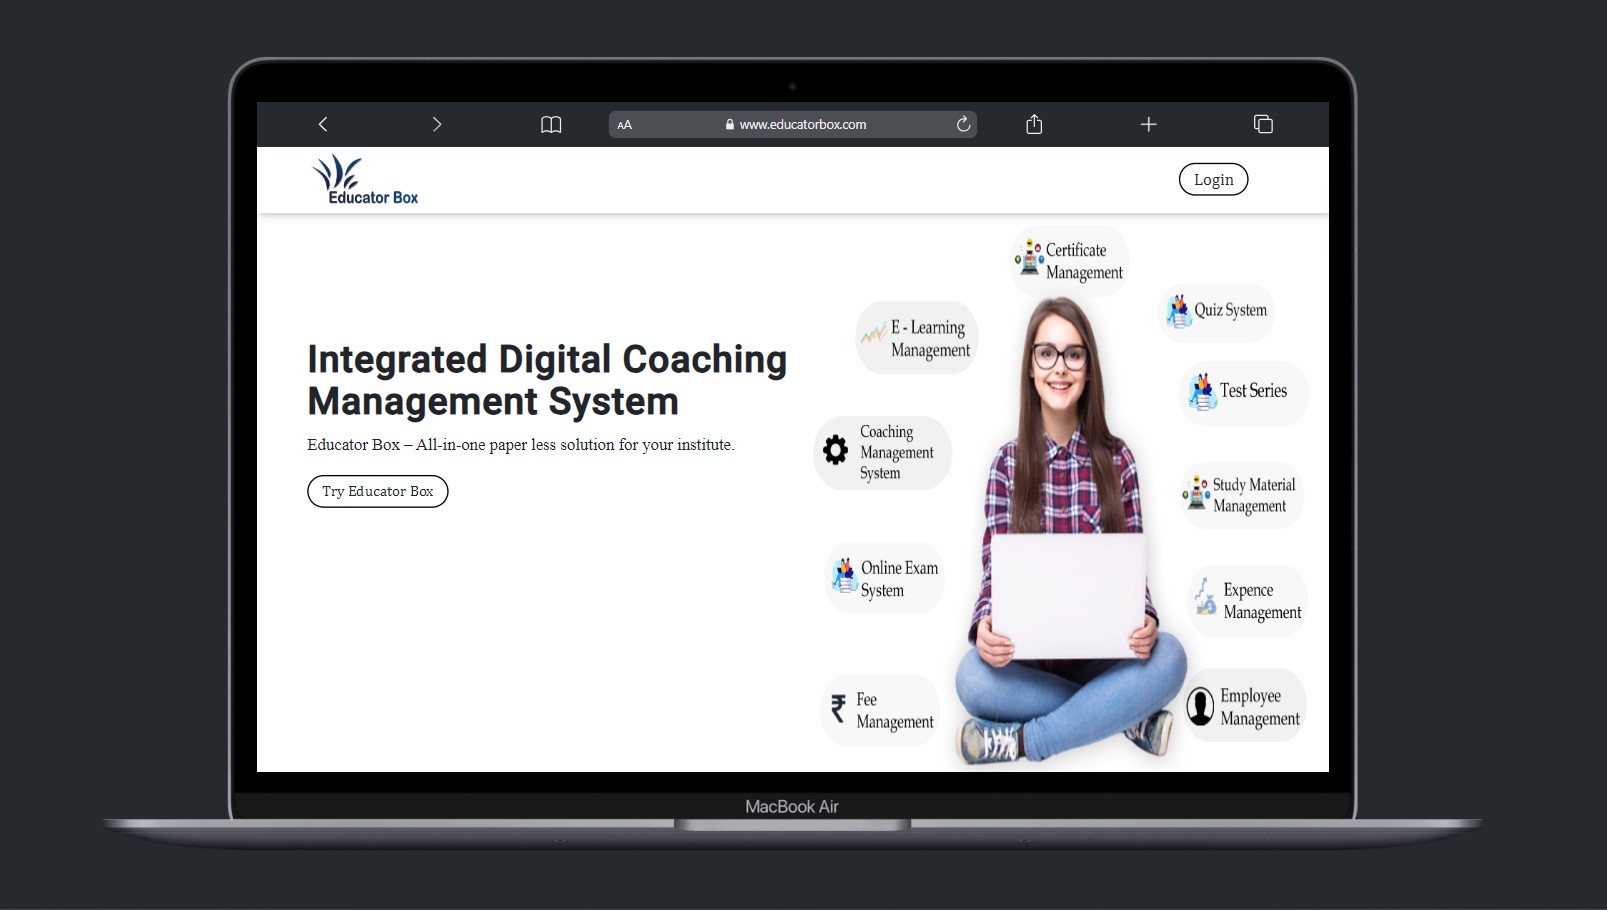 AA
www.educatorbox.com
Educator Box
Login
Integrated Digital Coaching
Management System
Educator Box – All-in-one paper less solution for your institute.
Try Educator Box
Certificate
Management
E - Learning
Management
Quiz System
Test Series
Coaching
Management
System
Study Material
Management
Online Exam
System
Expence
Management
₹ Fee
Management
Employee
Management
MacBook Air